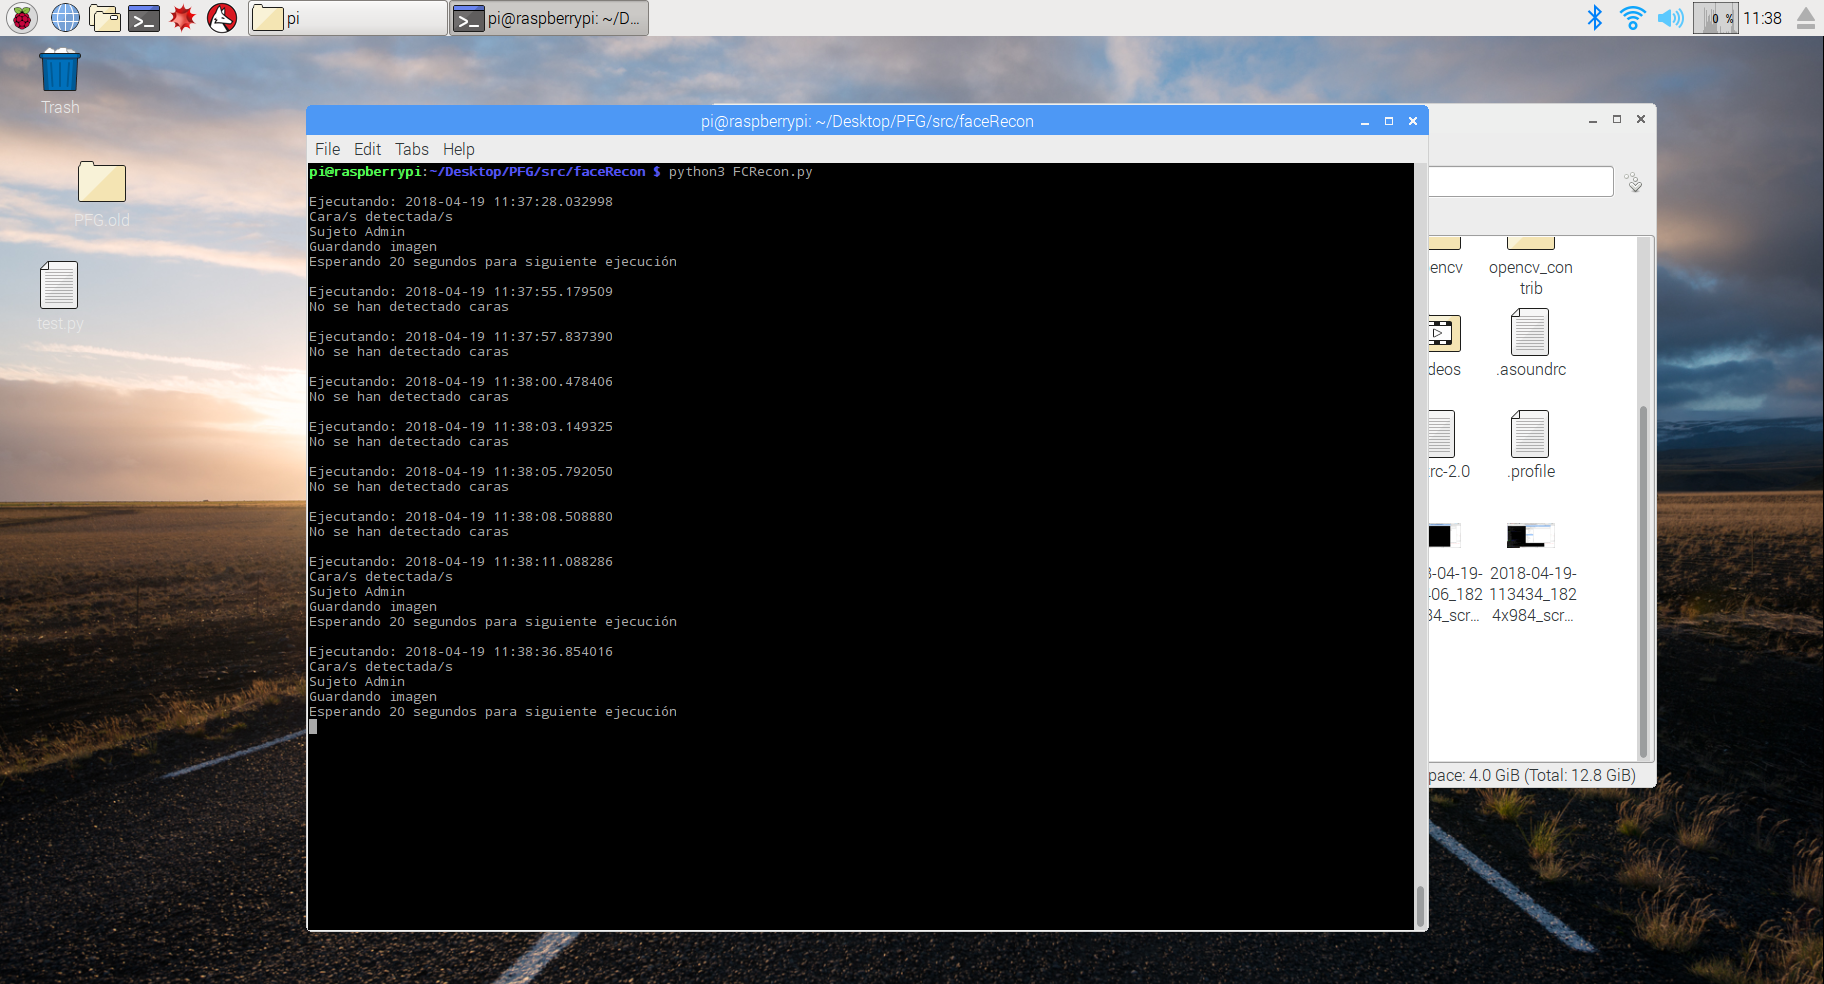 pi
pi@raspberrypi: ~/D...
0 %
11:38
Trash
PFG.old
test.py
pi@raspberrypi: ~/Desktop/PFG/src/faceRecon
File Edit Tabs Help
pi@raspberrypi:~/Desktop/PFG/src/faceRecon $ python3 FCRecon.py
Ejecutando: 2018-04-19 11:37:28.032998
Cara/s detectada/s
Sujeto Admin
Guardando imagen
Esperando 20 segundos para siguiente ejecución
Ejecutando: 2018-04-19 11:37:55.179509
No se han detectado caras
Ejecutando: 2018-04-19 11:37:57.837390
No se han detectado caras
Ejecutando: 2018-04-19 11:38:00.478406
No se han detectado caras
Ejecutando: 2018-04-19 11:38:03.149325
No se han detectado caras
Ejecutando: 2018-04-19 11:38:05.792050
No se han detectado caras
Ejecutando: 2018-04-19 11:38:08.508880
No se han detectado caras
Ejecutando: 2018-04-19 11:38:11.088286
Cara/s detectada/s
Sujeto Admin
Guardando imagen
Esperando 20 segundos para siguiente ejecución
Ejecutando: 2018-04-19 11:38:36.854016
Cara/s detectada/s
Sujeto Admin
Guardando imagen
Esperando 20 segundos para siguiente ejecución
encv
opencv_con
trib
deos
.asoundrc
rc-2.0
.profile
-04-19-
06_182
4_scr...
2018-04-19-
113434_182
4x984_scr...
pace: 4.0 GiB (Total: 12.8 GiB)